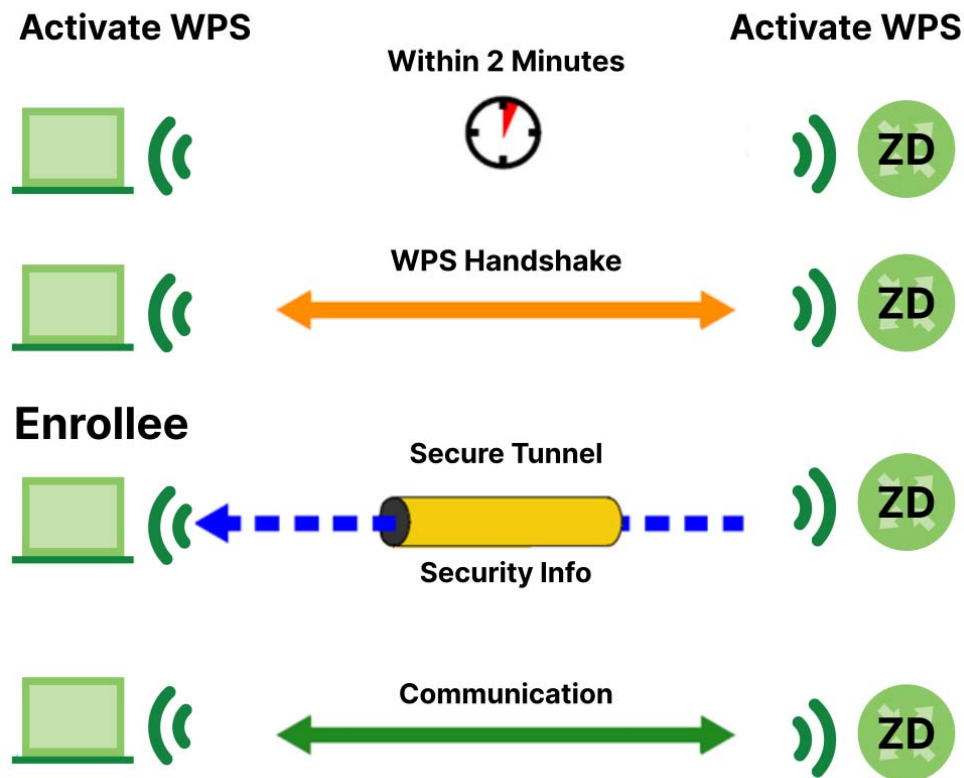 Activate WPS
Activate WPS
Within 2 Minutes
ZD
WPS Handshake
ZD
Enrollee
Secure Tunnel
ZD
Security Info
Communication
ZD